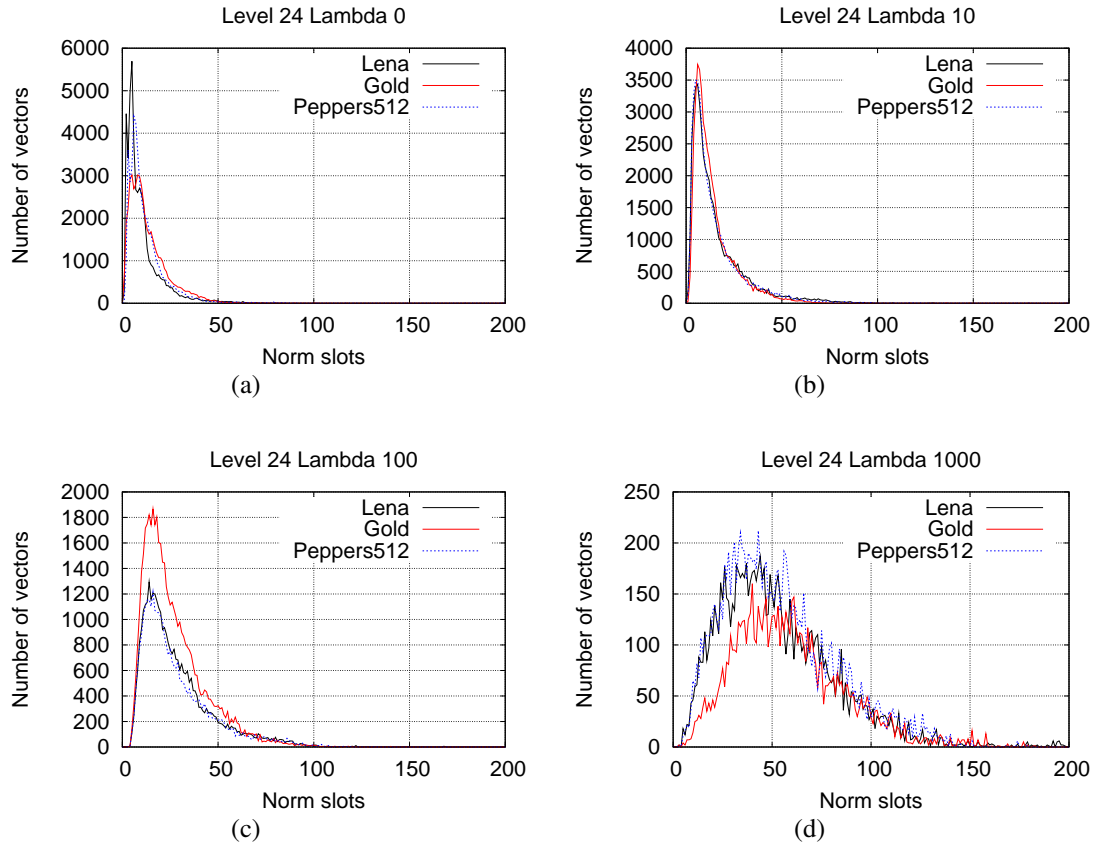 Level 24 Lambda 0
6000
5000
4000
3000
2000
1000
0
Number of vectors
Lena
Gold
Peppers512
0 50 100 150 200
Norm slots
(a)
Level 24 Lambda 10
4000
3500
3000
2500
2000
1500
1000
500
0
Number of vectors
Lena
Gold
Peppers512
0 50 100 150 200
Norm slots
(b)
Level 24 Lambda 100
2000
1800
1600
1400
1200
1000
800
600
400
200
0
Number of vectors
Lena
Gold
Peppers512
0 50 100 150 200
Norm slots
(c)
Level 24 Lambda 1000
250
200
150
100
50
0
Number of vectors
Lena
Gold
Peppers512
0 50 100 150 200
Norm slots
(d)